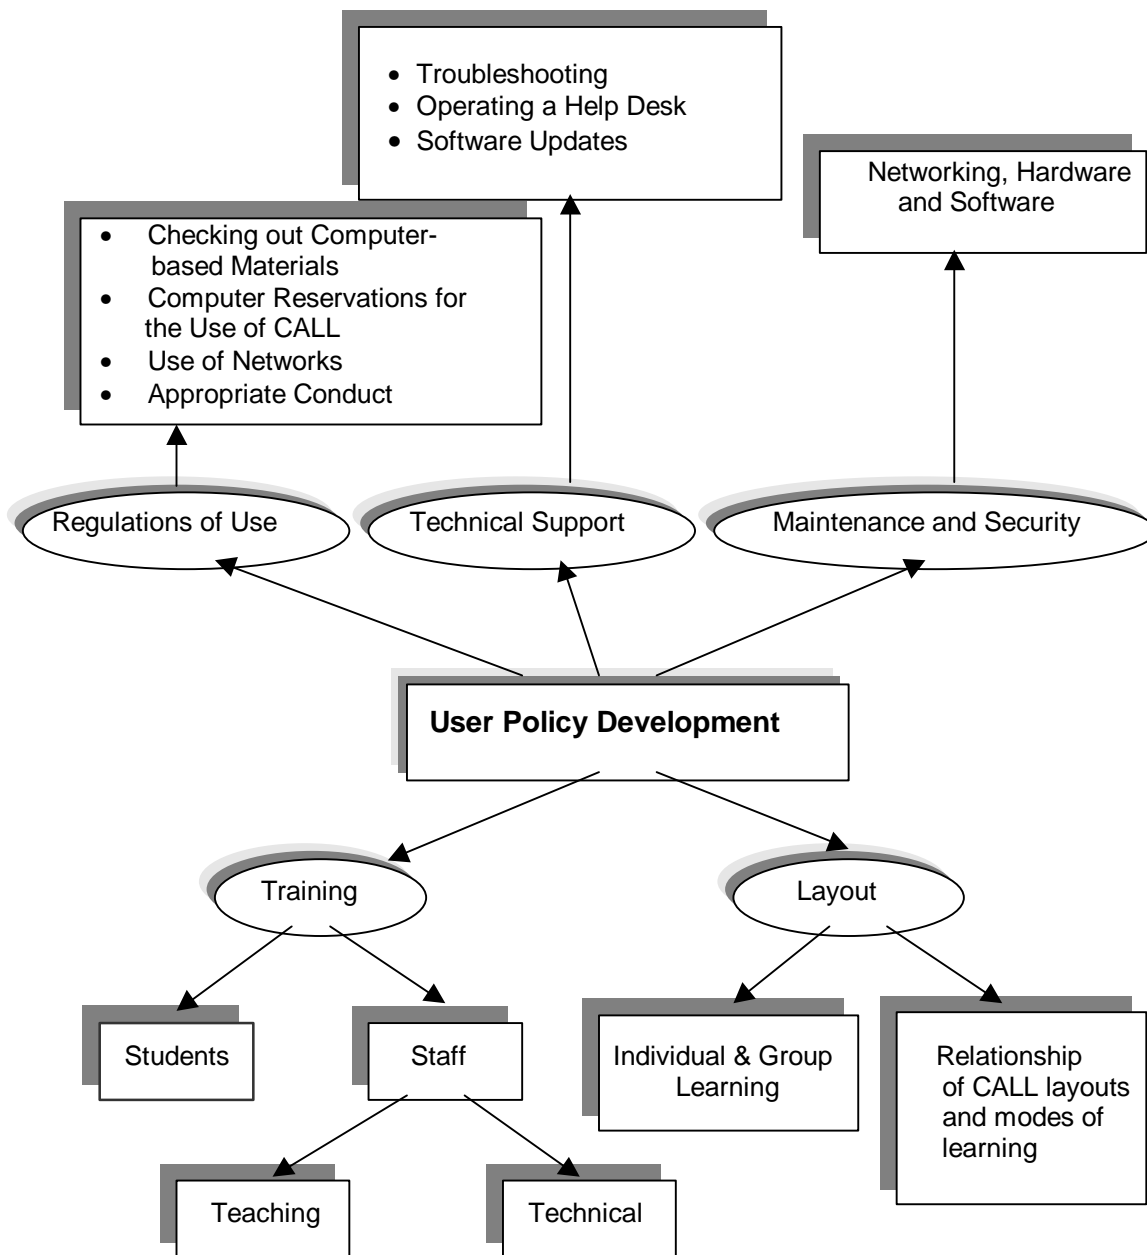 • Troubleshooting
• Operating a Help Desk
• Software Updates
Networking, Hardware
and Software
• Checking out Computer-
based Materials
• Computer Reservations for
the Use of CALL
• Use of Networks
• Appropriate Conduct
Regulations of Use
Technical Support
Maintenance and Security
User Policy Development
Training
Layout
Students
Staff
Individual & Group
Learning
Relationship
of CALL layouts
and modes of
learning
Teaching
Technical